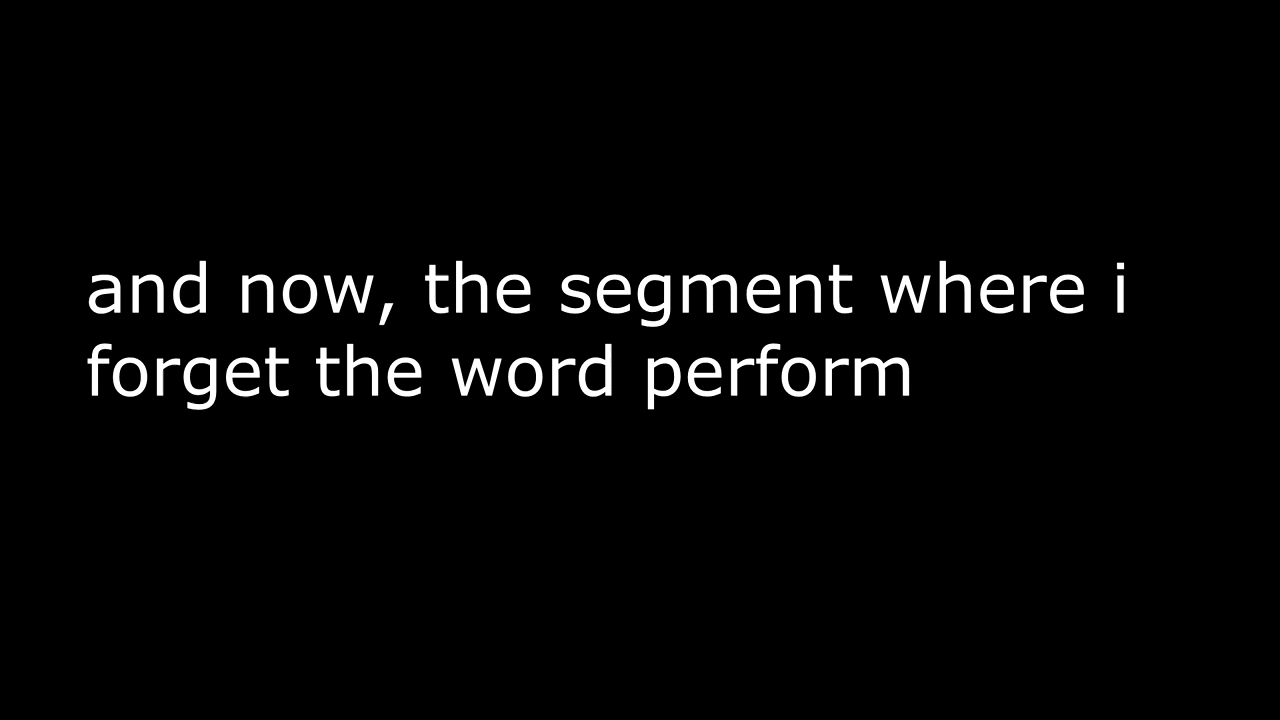 and now, the segment where i
forget the word perform